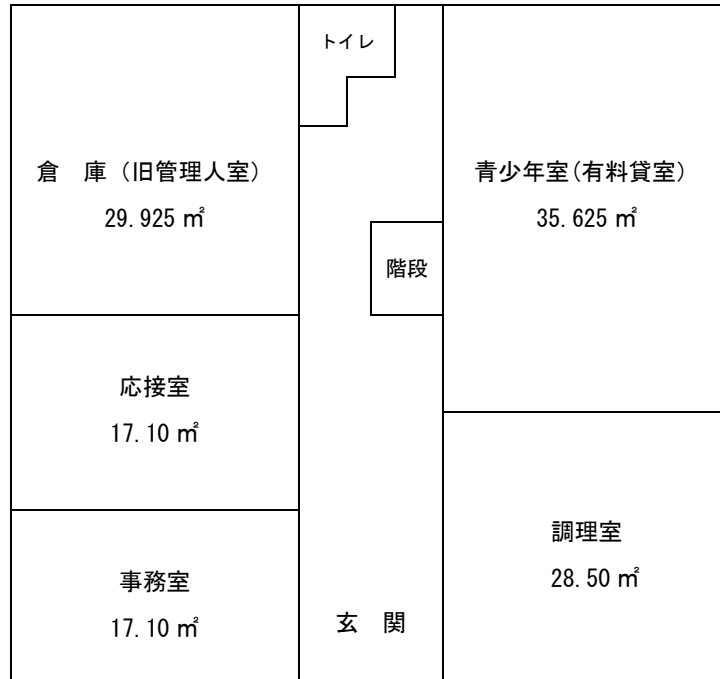 トイレ
倉　庫（旧管理人室）
29.925 ㎡
青少年室(有料貸室)
35.625 ㎡
階段
応接室
17.10 ㎡
調理室
28.50 ㎡
事務室
17.10 ㎡
玄　関